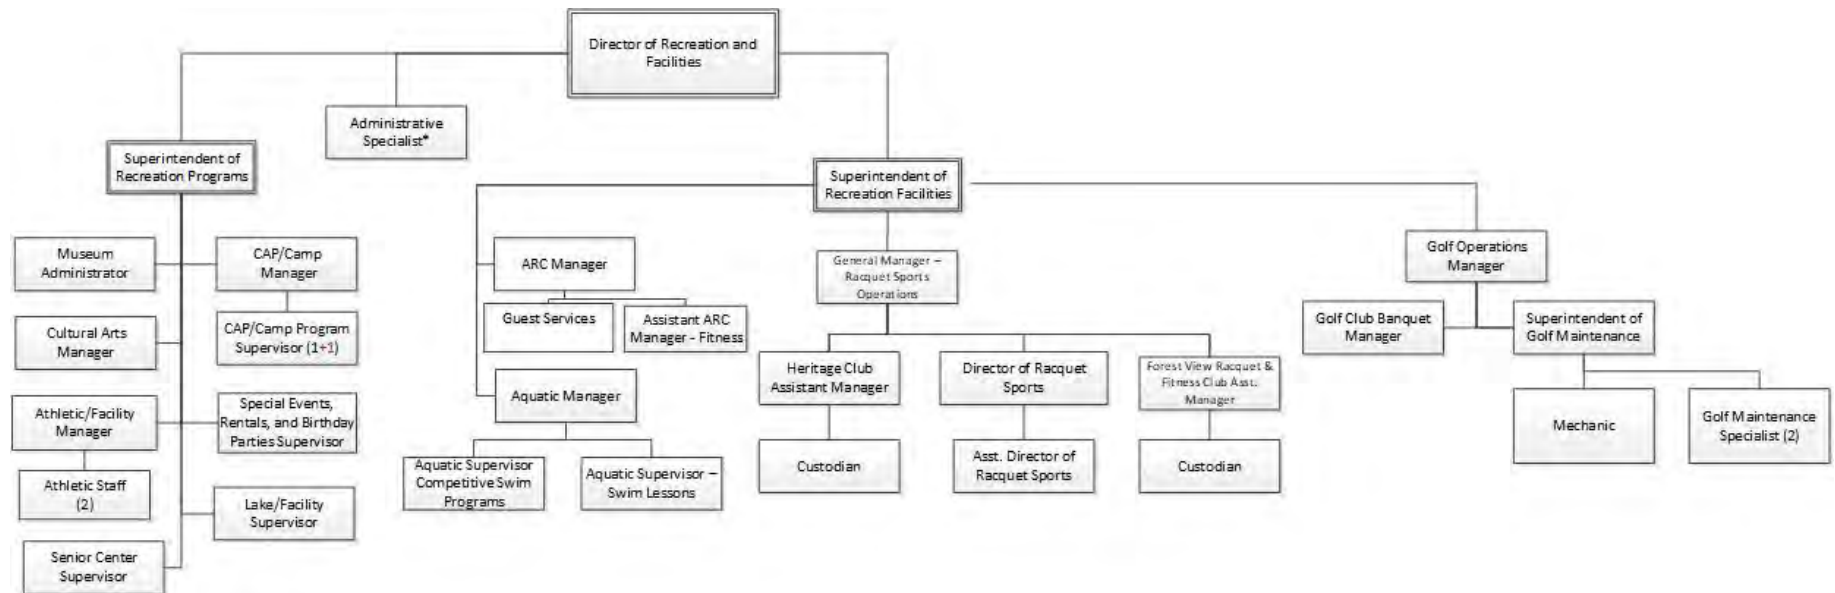 Director of Recreation and
Facilities
Administrative
Specialist*
Superintendent of
Recreation Programs
Superintendent of
Recreation Facilities
Museum
Administrator
CAP/Camp
Manager
Cultural Arts
Manager
CAP/Camp Program
Supervisor (1+1)
Athletic/Facility
Manager
Special Events,
Rentals, and Birthday
Parties Supervisor
Athletic Staff
(2)
Lake/Facility
Supervisor
Senior Center
Supervisor
ARC Manager
Guest Services
Assistant ARC
Manager - Fitness
Aquatic Manager
Aquatic Supervisor
Competitive Swim
Programs
Aquatic Supervisor –
Swim Lessons
General Manager –
Racquet Sports
Operations
Heritage Club
Assistant Manager
Custodian
Director of Racquet
Sports
Asst. Director of
Racquet Sports
Forest View Racquet &
Fitness Club Asst.
Manager
Custodian
Golf Operations
Manager
Golf Club Banquet
Manager
Superintendent of
Golf Maintenance
Mechanic
Golf Maintenance
Specialist (2)